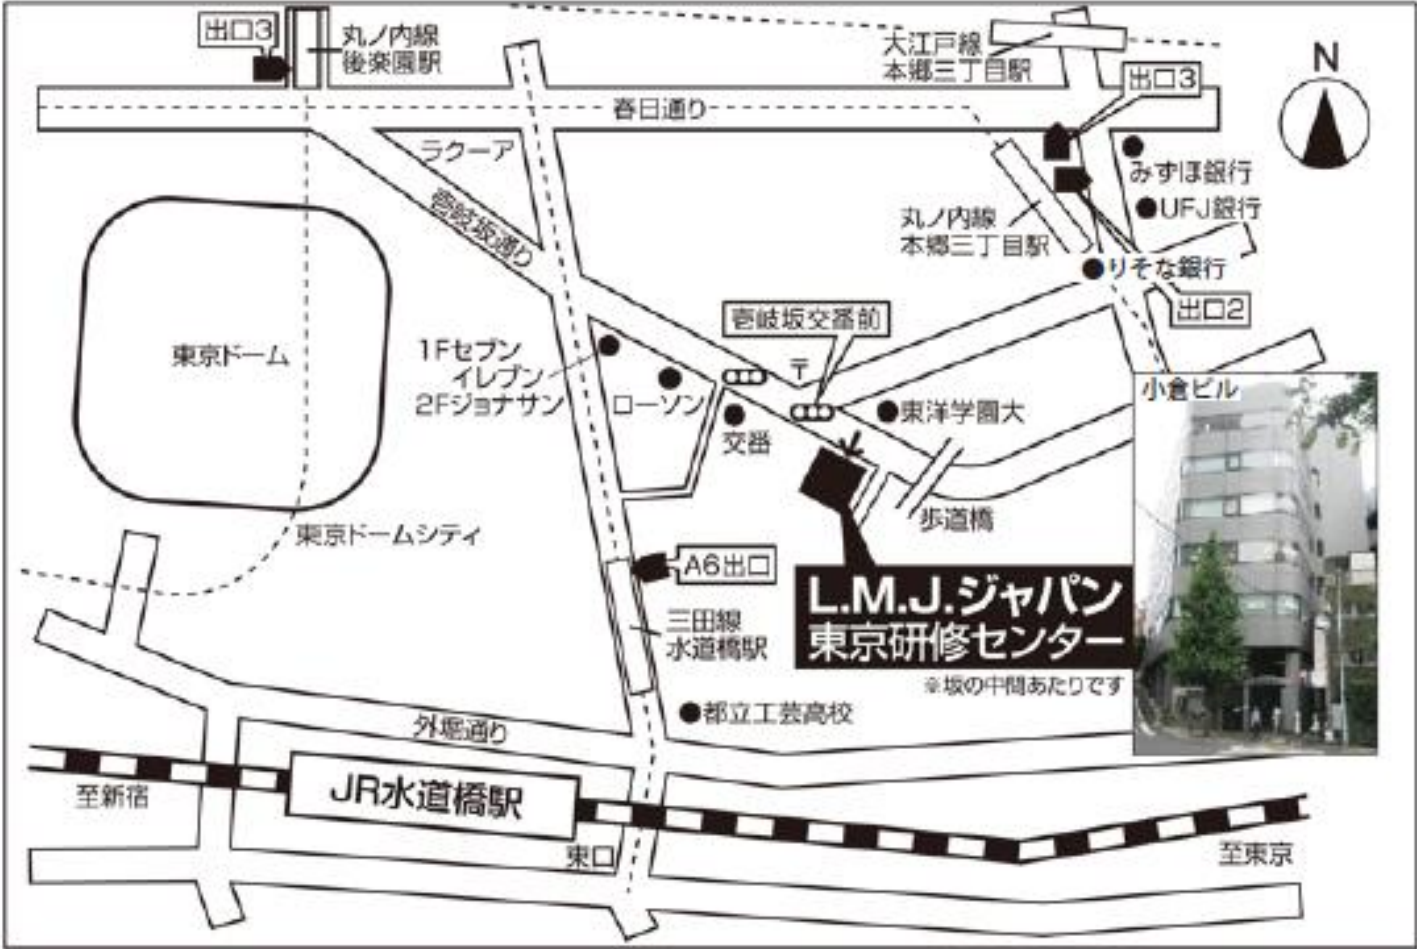 出口3
丸ノ内線
後楽園駅
大江戸線
本郷三丁目駅
N
出口3
春日通り
ラクーア
みずほ銀行
壱岐坂通り
UFJ銀行
丸ノ内線
本郷三丁目駅
りそな銀行
出口2
壱岐坂交番前
東京ドーム
1Fセブン
イレブン
2Fジョナサン
〒
小倉ビル
ローソン
東洋学園大
交番
歩道橋
東京ドームシティ
A6出口
L.M.J.ジャパン
東京研修センター
三田線
水道橋駅
※坂の中間あたりです
都立工芸高校
外堀通り
JR水道橋駅
至新宿
東口
至東京